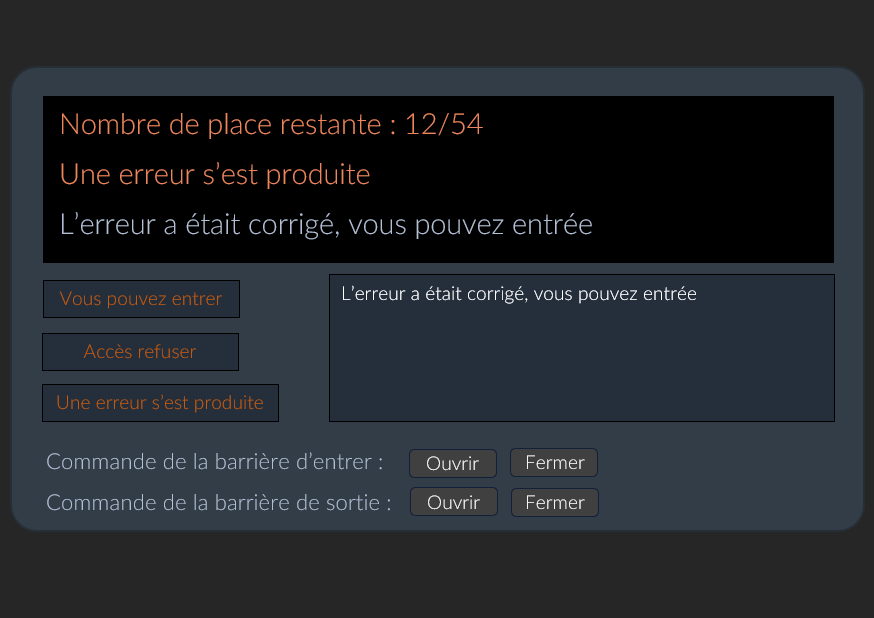 Nombre de place restante : 12/54
Une erreur s’est produite
L’erreur a était corrigé, vous pouvez entrée
Vous pouvez entrer
Accès refuser
Une erreur s’est produite
L’erreur a était corrigé, vous pouvez entrée
Commande de la barrière d’entrer : Ouvrir Fermer
Commande de la barrière de sortie : Ouvrir Fermer